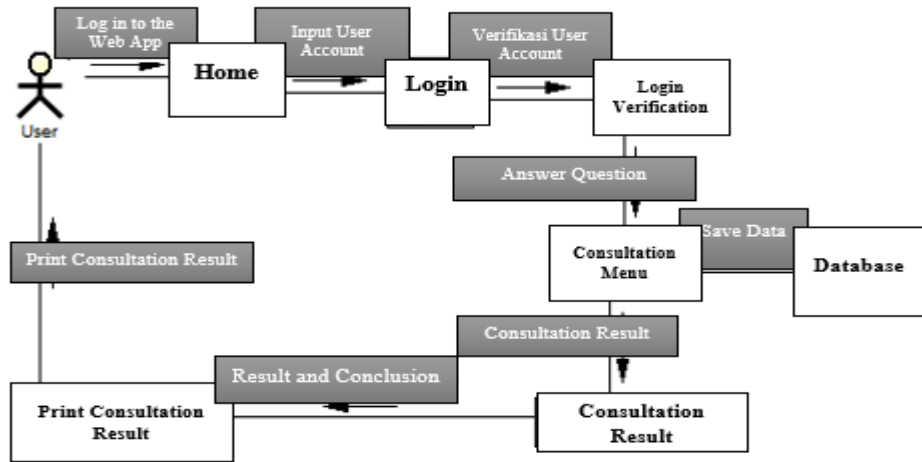 Log in to the
Web App
Home
Input User
Account
Login
Verifikasi User
Account
Login
Verification
User
Answer Question
Save Data
Consultation
Menu
Database
Print Consultation Result
Consultation Result
Result and Conclusion
Print Consultation
Result
Consultation
Result